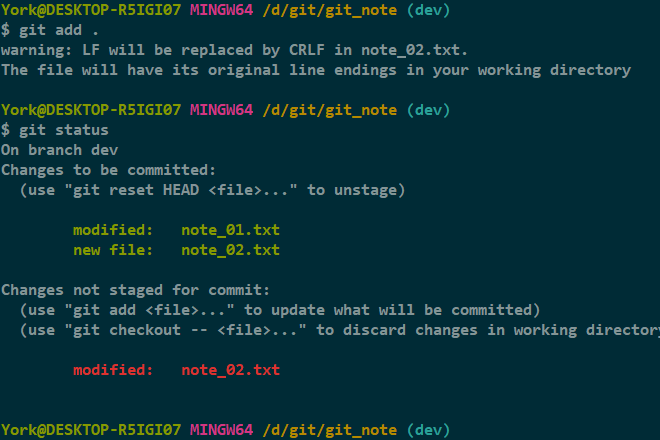 York@DESKTOP-R5IGI07 MINGW64 /d/git/git_note (dev)
$ git add .
warning: LF will be replaced by CRLF in note_02.txt.
The file will have its original line endings in your working directory
York@DESKTOP-R5IGI07 MINGW64 /d/git/git_note (dev)
$ git status
On branch dev
Changes to be committed:
  (use "git reset HEAD <file>..." to unstage)
        modified:   note_01.txt
        new file:   note_02.txt
Changes not staged for commit:
  (use "git add <file>..." to update what will be committed)
  (use "git checkout -- <file>..." to discard changes in working directory
        modified:   note_02.txt
York@DESKTOP-R5IGI07 MINGW64 /d/git/git_note (dev)